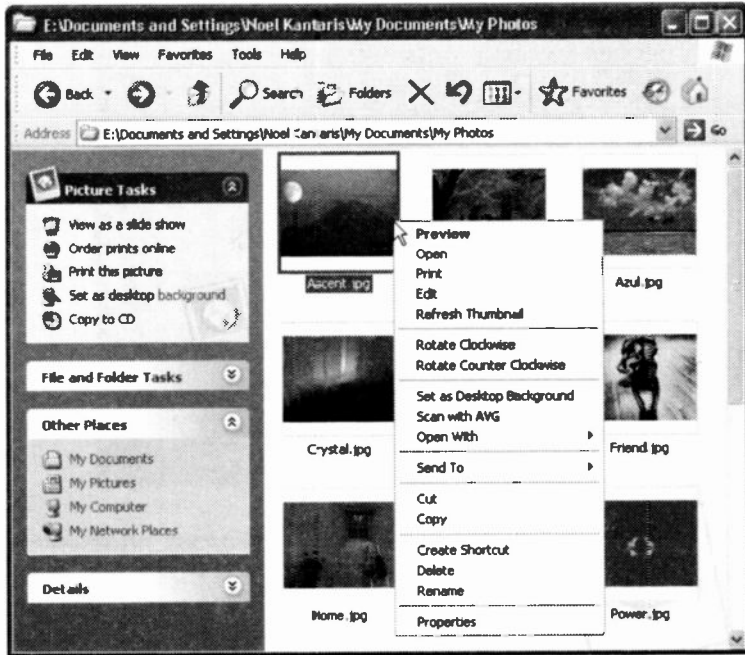 E:\Documents and Settings\Noel Kantaris\My Documents\My Photos
File Edit View Favorites Tools Help
Back Search Folders Favorites
Address E:\Documents and Settings\Noel Kantaris\My Documents\My Photos Go
Picture Tasks
View as a slide show
Order prints online
Print this picture
Set as desktop background
Copy to CD
File and Folder Tasks
Other Places
My Documents
My Pictures
My Computer
My Network Places
Details
Ascent.jpg
Azul.jpg
Crystal.jpg
Friend.jpg
Home.jpg
Power.jpg
Preview
Open
Print
Edit
Refresh Thumbnail
Rotate Clockwise
Rotate Counter Clockwise
Set as Desktop Background
Scan with AVG
Open With
Send To
Cut
Copy
Create Shortcut
Delete
Rename
Properties